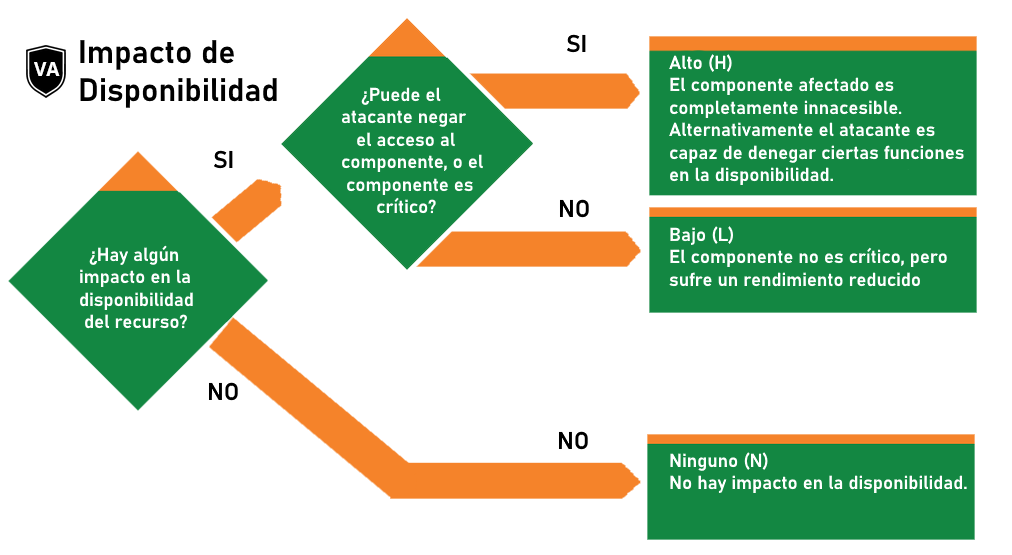 VA
Impacto de
Disponibilidad
¿Hay algún
impacto en la
disponibilidad
del recurso?
SI
NO
¿Puede el
atacante negar
el acceso al
componente, o el
componente es
crítico?
SI
NO
NO
Alto (H)
El componente afectado es
completamente innacesible.
Alternativamente el atacante es
capaz de denegar ciertas funciones
en la disponibilidad.
Bajo (L)
El componente no es crítico, pero
sufre un rendimiento reducido
Ninguno (N)
No hay impacto en la disponibilidad.